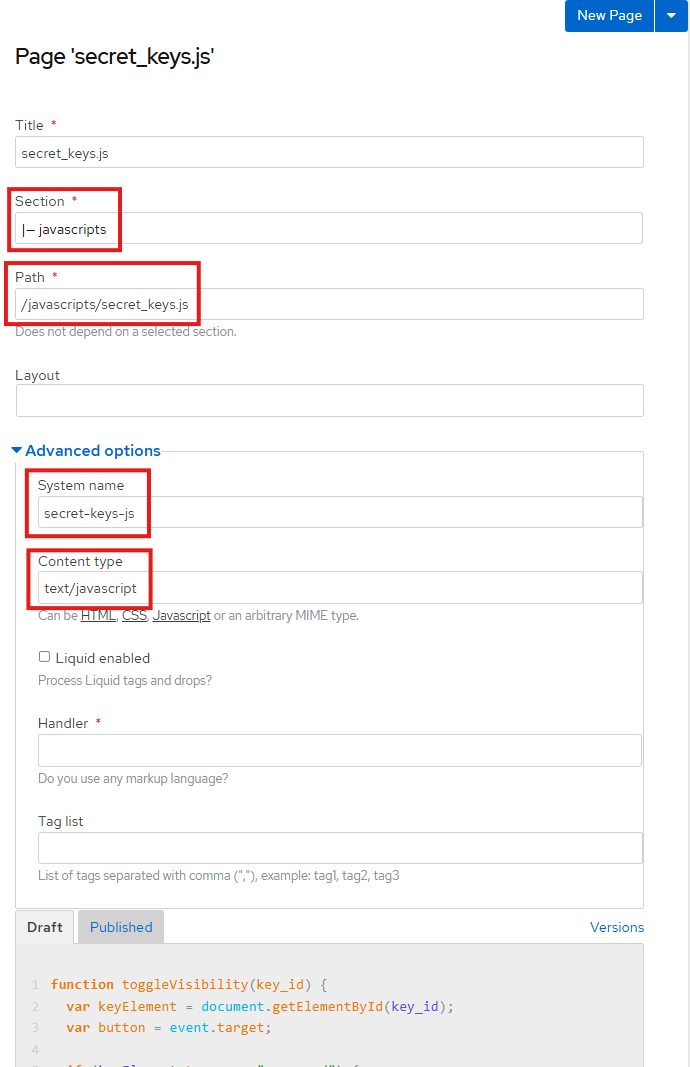 New Page
Page 'secret_keys.js'
Title *
secret_keys.js
Section *
|— javascripts
Path *
/javascripts/secret_keys.js
Does not depend on a selected section.
Layout
Advanced options
System name
secret-keys-js
Content type
text/javascript
Can be HTML, CSS, Javascript or an arbitrary MIME type.
Liquid enabled
Process Liquid tags and drops?
Handler *
Do you use any markup language?
Tag list
List of tags separated with comma (","), example: tag1, tag2, tag3
Draft Published Versions
1 function toggleVisibility(key_id) {
2 var keyElement = document.getElementById(key_id);
3 var button = event.target;
4